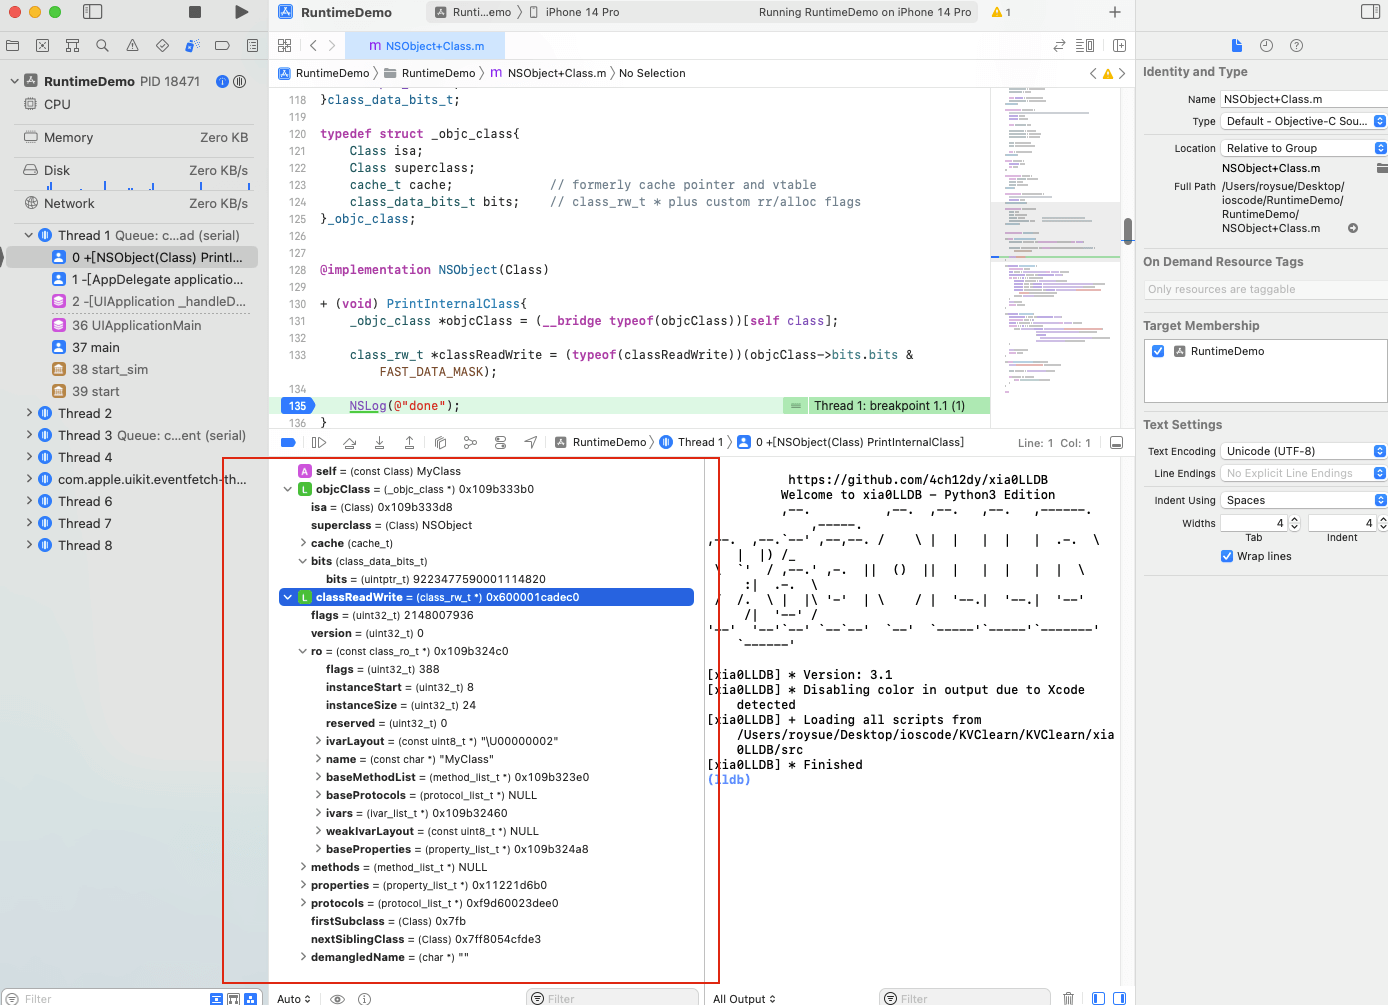 RuntimeDemo
Runti...emo
iPhone 14 Pro
Running RuntimeDemo on iPhone 14 Pro
1
m NSObject+Class.m
RuntimeDemo PID 18471
CPU
Memory Zero KB
Disk Zero KB/s
Network Zero KB/s
Thread 1 Queue: c...ad (serial)
0 +[NSObject(Class) PrintI...
1 -[AppDelegate applicatio...
2 -[UIApplication _handleD...
36 UIApplicationMain
37 main
38 start_sim
39 start
Thread 2
Thread 3 Queue: c...ent (serial)
Thread 4
com.apple.uikit.eventfetch-th...
Thread 6
Thread 7
Thread 8
Filter
RuntimeDemo
RuntimeDemo
m NSObject+Class.m
No Selection
118 }class_data_bits_t;
119
120 typedef struct _objc_class{
121 Class isa;
122 Class superclass;
123 cache_t cache; // formerly cache pointer and vtable
124 class_data_bits_t bits; // class_rw_t * plus custom rr/alloc flags
125 }_objc_class;
126
127
128 @implementation NSObject(Class)
129
130 + (void) PrintInternalClass{
131 _objc_class *objcClass = (__bridge typeof(objcClass))[self class];
132
133 class_rw_t *classReadWrite = (typeof(classReadWrite))(objcClass->bits.bits &
FAST_DATA_MASK);
134
135 NSLog(@"done"); Thread 1: breakpoint 1.1 (1)
136 }
RuntimeDemo
Thread 1
0 +[NSObject(Class) PrintInternalClass]
Line: 1 Col: 1
A self = (const Class) MyClass
L objcClass = (_objc_class *) 0x109b333b0
isa = (Class) 0x109b333d8
superclass = (Class) NSObject
cache (cache_t)
bits (class_data_bits_t)
bits = (uintptr_t) 9223477590001114820
L classReadWrite = (class_rw_t *) 0x600001cadec0
flags = (uint32_t) 2148007936
version = (uint32_t) 0
ro = (const class_ro_t *) 0x109b324c0
flags = (uint32_t) 388
instanceStart = (uint32_t) 8
instanceSize = (uint32_t) 24
reserved = (uint32_t) 0
ivarLayout = (const uint8_t *) "\U00000002"
name = (const char *) "MyClass"
baseMethodList = (method_list_t *) 0x109b323e0
baseProtocols = (protocol_list_t *) NULL
ivars = (ivar_list_t *) 0x109b32460
weakIvarLayout = (const uint8_t *) NULL
baseProperties = (property_list_t *) 0x109b324a8
methods = (method_list_t *) NULL
properties = (property_list_t *) 0x11221d6b0
protocols = (protocol_list_t *) 0xf9d60023dee0
firstSubclass = (Class) 0x7fb
nextSiblingClass = (Class) 0x7ff8054cfde3
demangledName = (char *) ""
Auto
Filter
https://github.com/4ch12dy/xia0LLDB
Welcome to xia0LLDB - Python3 Edition
[xia0LLDB] * Version: 3.1
[xia0LLDB] * Disabling color in output due to Xcode
detected
[xia0LLDB] + Loading all scripts from
/Users/roysue/Desktop/ioscode/KVClearn/KVClearn/xia
0LLDB/src
[xia0LLDB] * Finished
(lldb)
All Output
Filter
Identity and Type
Name NSObject+Class.m
Type Default - Objective-C Sou...
Location Relative to Group
NSObject+Class.m
Full Path /Users/roysue/Desktop/
ioscode/RuntimeDemo/
RuntimeDemo/
NSObject+Class.m
On Demand Resource Tags
Only resources are taggable
Target Membership
RuntimeDemo
Text Settings
Text Encoding Unicode (UTF-8)
Line Endings No Explicit Line Endings
Indent Using Spaces
Widths 4 4
Tab Indent
Wrap lines